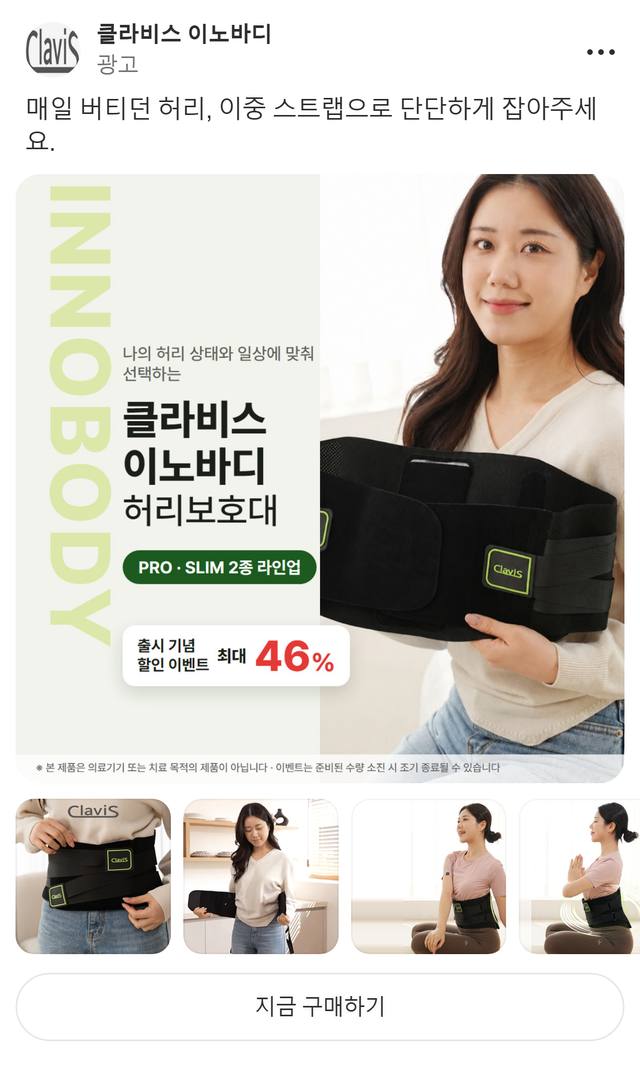 Clavis
클라비스 이노바디
광고
매일 버티던 허리, 이중 스트랩으로 단단하게 잡아주세
요.
INNOBODY
나의 허리 상태와 일상에 맞춰
선택하는
클라비스
이노바디
허리보호대
PRO · SLIM 2종 라인업
출시 기념
할인 이벤트 최대 46%
Clavis
※ 본 제품은 의료기기 또는 치료 목적의 제품이 아닙니다 · 이벤트는 준비된 수량 소진 시 조기 종료될 수 있습니다
Clavis
Clavis
Clavis
지금 구매하기